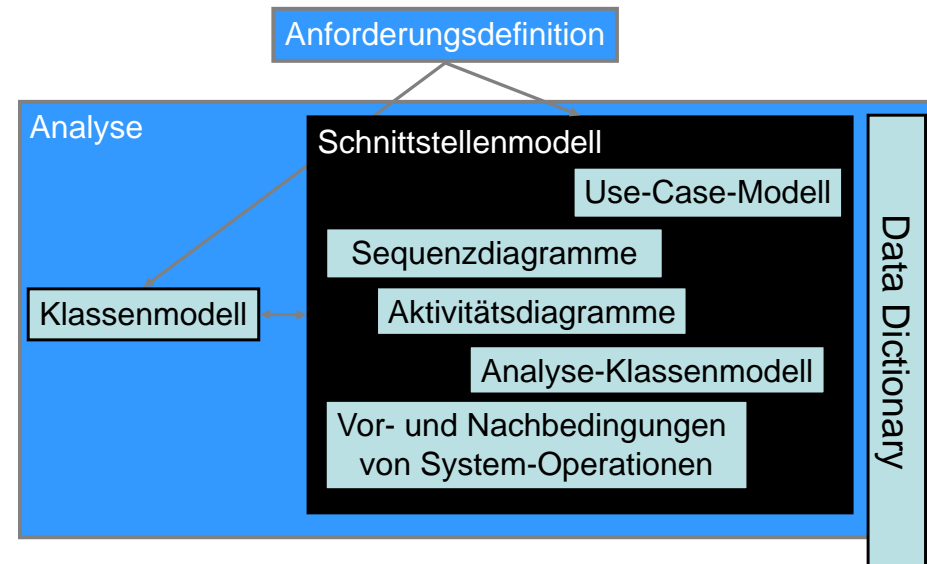 Anforderungsdefinition
Analyse
Schnittstellenmodell
Use-Case-Modell
Sequenzdiagramme
Klassenmodell
Aktivitätsdiagramme
Analyse-Klassenmodell
Vor- und Nachbedingungen
von System-Operationen
Data Dictionary